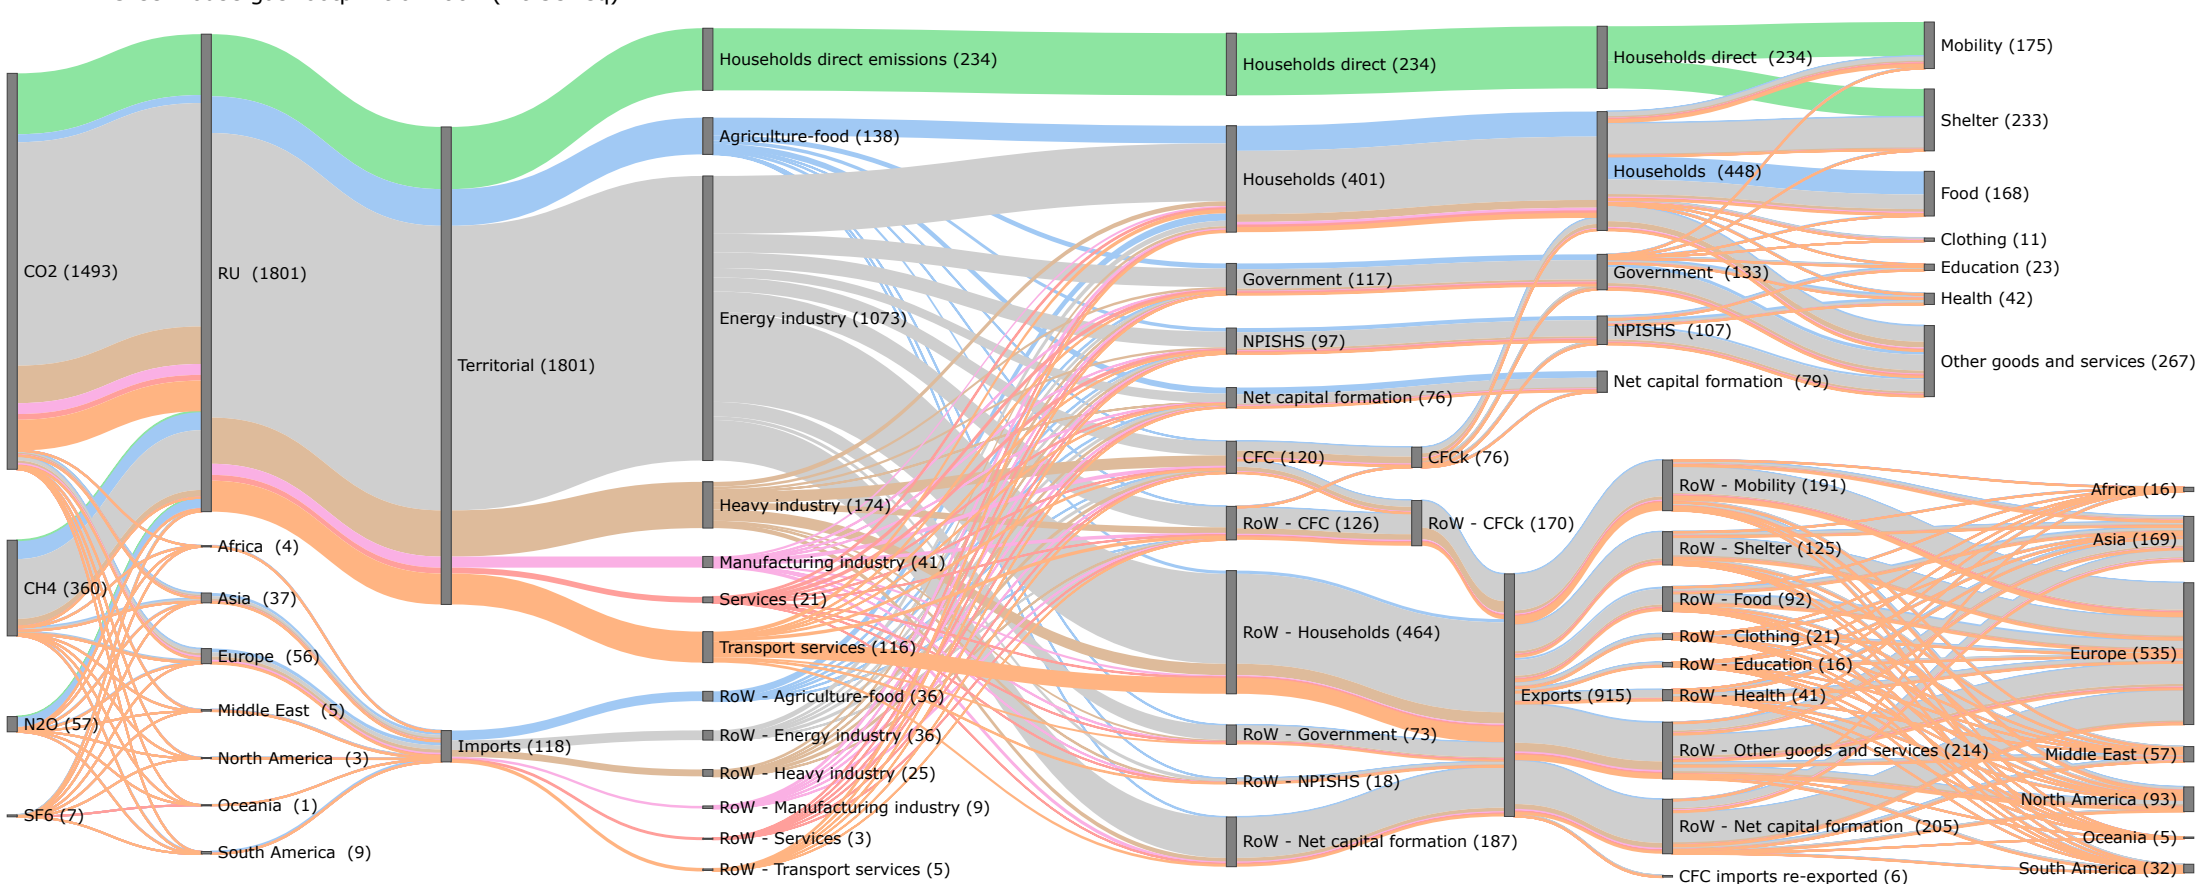 CO2 (1493)
CH4 (360)
N2O (57)
SF6 (7)
RU  (1801)
Africa  (4)
Asia  (37)
Europe  (56)
Middle East  (5)
North America  (3)
Oceania  (1)
South America  (9)
Territorial (1801)
Imports (118)
Households direct emissions (234)
Agriculture-food (138)
Energy industry (1073)
Heavy industry (174)
Manufacturing industry (41)
Services (21)
Transport services (116)
RoW - Agriculture-food (36)
RoW - Energy industry (36)
RoW - Heavy industry (25)
RoW - Manufacturing industry (9)
RoW - Services (3)
RoW - Transport services (5)
Households direct (234)
Households (401)
Government (117)
NPISHS (97)
Net capital formation (76)
CFC (120)
RoW - CFC (126)
RoW - Households (464)
RoW - Government (73)
RoW - NPISHS (18)
RoW - Net capital formation (187)
CFCk (76)
RoW - CFCk (170)
Exports (915)
Households direct  (234)
Households  (448)
Government  (133)
NPISHS  (107)
Net capital formation  (79)
RoW - Mobility (191)
RoW - Shelter (125)
RoW - Food (92)
RoW - Clothing (21)
RoW - Education (16)
RoW - Health (41)
RoW - Other goods and services (214)
RoW - Net capital formation  (205)
CFC imports re-exported (6)
Mobility (175)
Shelter (233)
Food (168)
Clothing (11)
Education (23)
Health (42)
Other goods and services (267)
Africa (16)
Asia (169)
Europe (535)
Middle East (57)
North America (93)
Oceania (5)
South America (32)